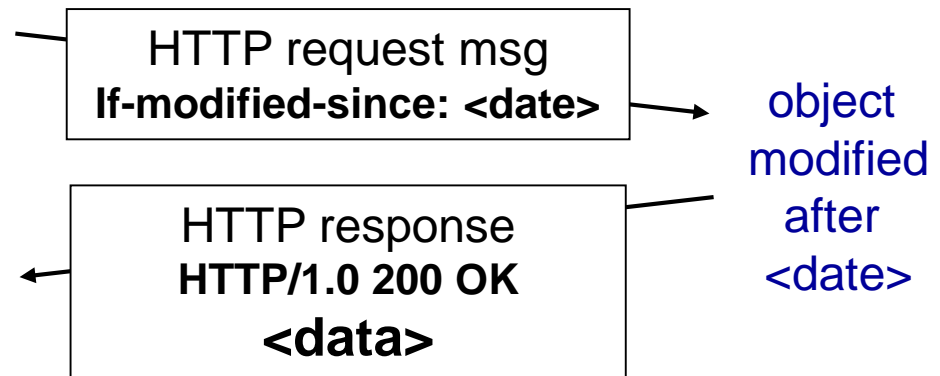 HTTP request msg
If-modified-since: <date>
object
modified
after
<date>
HTTP response
HTTP/1.0 200 OK
<data>